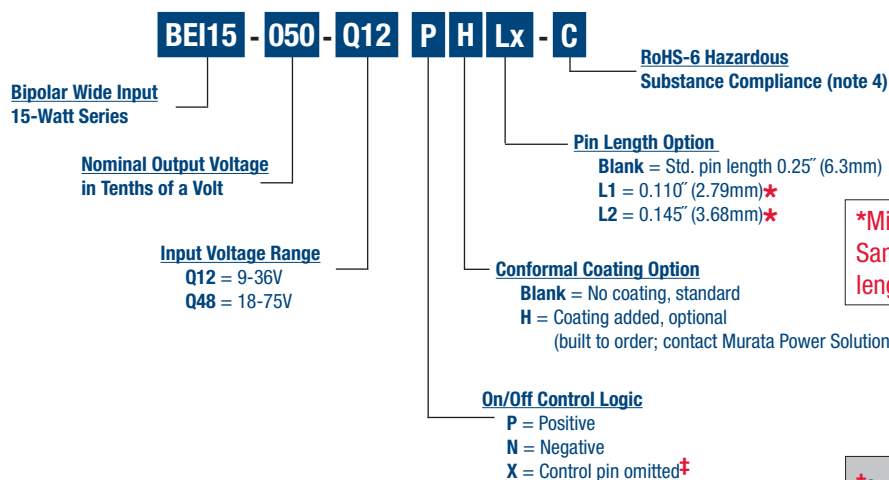 BEI15 - 050 - Q12 P H Lx - C
RoHS-6 Hazardous
Substance Compliance (note 4)
Bipolar Wide Input
15-Watt Series
Pin Length Option
Blank = Std. pin length 0.25˝ (6.3mm)
L1 = 0.110˝ (2.79mm)*
L2 = 0.145˝ (3.68mm)*
Nominal Output Voltage
in Tenths of a Volt
Input Voltage Range
Q12 = 9-36V
Q48 = 18-75V
Conformal Coating Option
Blank = No coating, standard
H = Coating added, optional
(built to order; contact Murata Power Solution
On/Off Control Logic
P = Positive
N = Negative
X = Control pin omitted‡